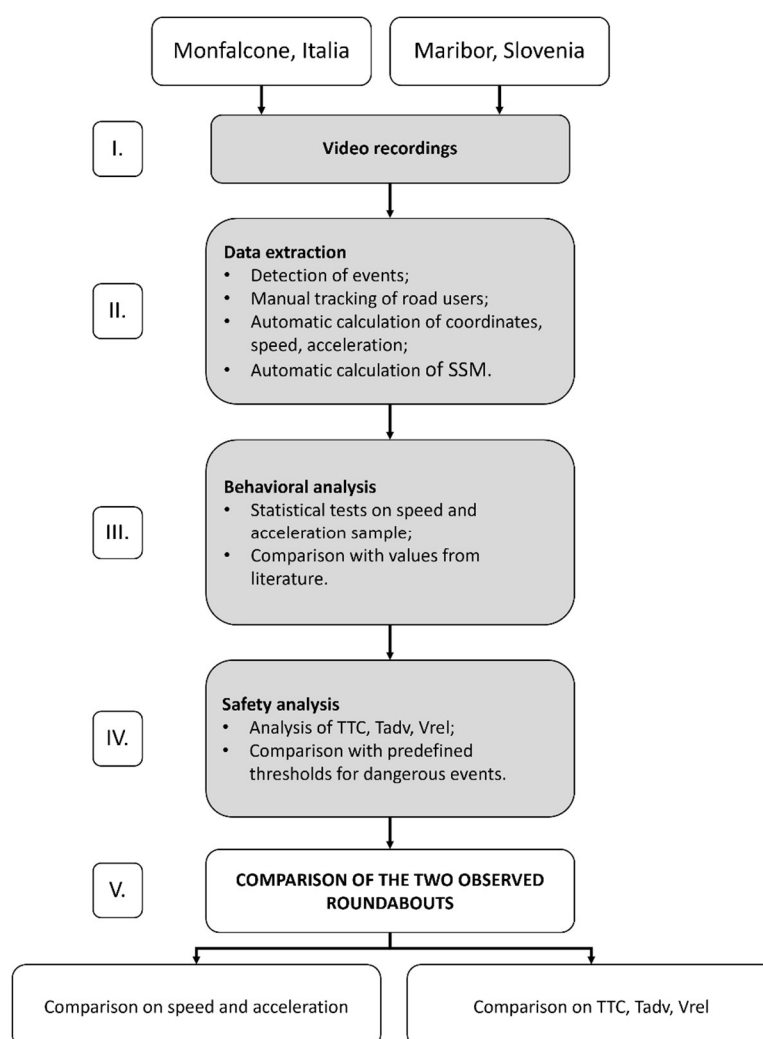 Monfalcone, Italia
Maribor, Slovenia
I.
Video recordings
II.
Data extraction
• Detection of events;
• Manual tracking of road users;
• Automatic calculation of coordinates,
speed, acceleration;
• Automatic calculation of SSM.
III.
Behavioral analysis
• Statistical tests on speed and
acceleration sample;
• Comparison with values from
literature.
IV.
Safety analysis
• Analysis of TTC, Tadv, Vrel;
• Comparison with predefined
thresholds for dangerous events.
V.
COMPARISON OF THE TWO OBSERVED
ROUNDABOUTS
Comparison on speed and acceleration
Comparison on TTC, Tadv, Vrel